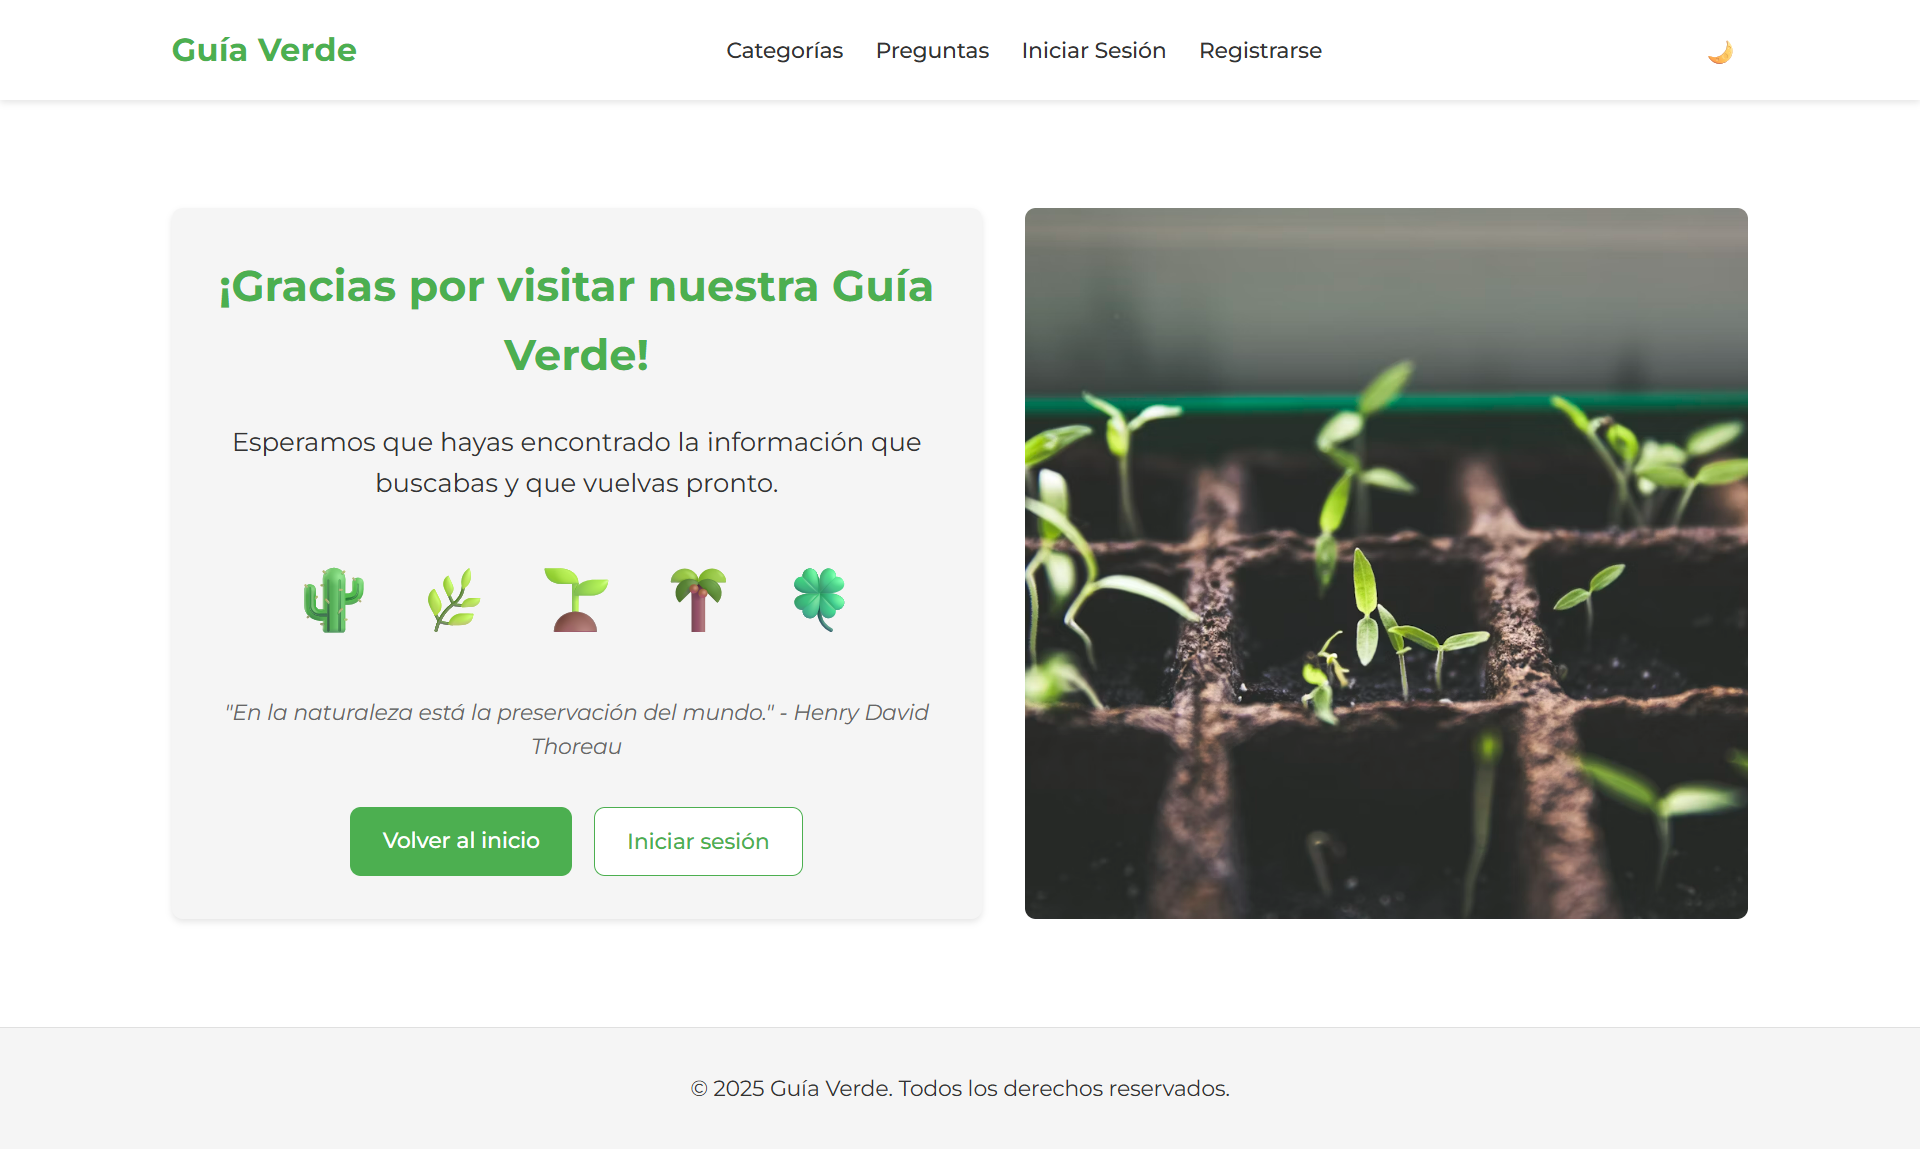 Guía Verde
Categorías Preguntas Iniciar Sesión Registrarse
¡Gracias por visitar nuestra Guía
Verde!
Esperamos que hayas encontrado la información que
buscabas y que vuelvas pronto.
"En la naturaleza está la preservación del mundo." - Henry David
Thoreau
Volver al inicio
Iniciar sesión
© 2025 Guía Verde. Todos los derechos reservados.